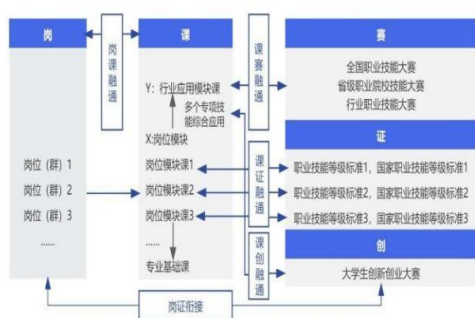 岗
岗位（群）1
岗位（群）2
岗位（群）3
……
岗课融通
课
Y：行业应用模块课
多个专项技
能综合应用
X:岗位模块
岗位模块课1
岗位模块课2
岗位模块课3
……
专业基础课
课赛融通
课证融通
课创融通
赛
全国职业技能大赛
省级职业院校技能大赛
行业职业技能大赛
证
职业技能等级标准1，国家职业技能等级标准1
职业技能等级标准2，国家职业技能等级标准2
职业技能等级标准3，国家职业技能等级标准3
创
大学生创新创业大赛
岗证衔接